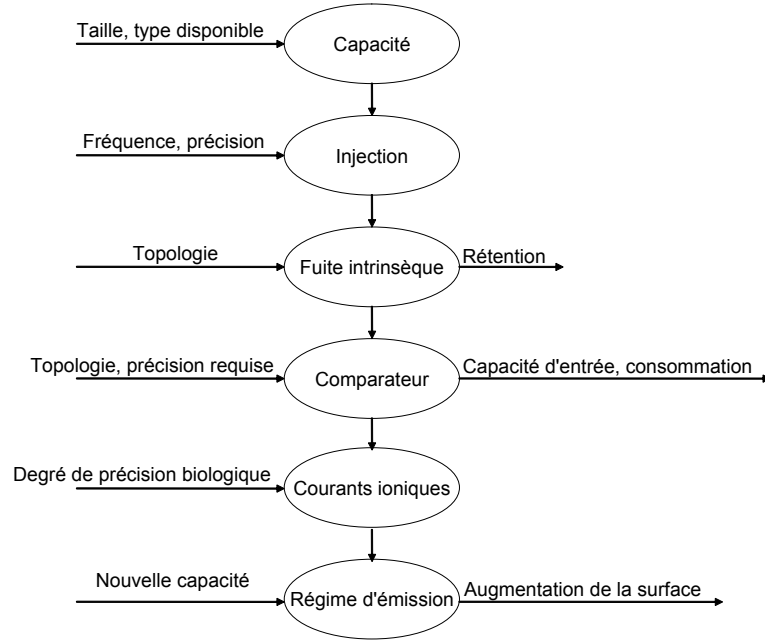 Taille, type disponible
Capacité
Fréquence, précision
Injection
Topologie
Fuite intrinsèque
Rétention
Topologie, précision requise
Comparateur
Capacité d'entrée, consommation
Degré de précision biologique
Courants ioniques
Nouvelle capacité
Régime d'émission
Augmentation de la surface